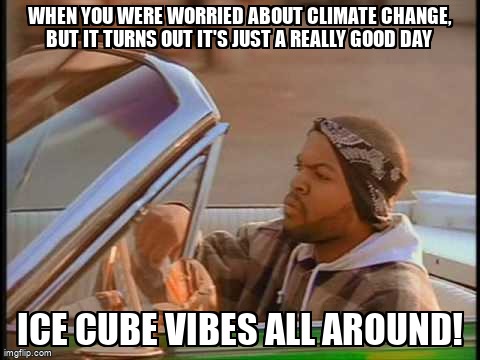 WHEN YOU WERE WORRIED ABOUT CLIMATE CHANGE,
BUT IT TURNS OUT IT'S JUST A REALLY GOOD DAY
ICE CUBE VIBES ALL AROUND!
imgflip.com